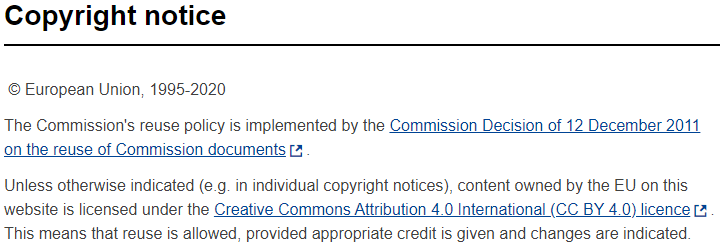 Copyright notice
© European Union, 1995-2020
The Commission's reuse policy is implemented by the Commission Decision of 12 December 2011
on the reuse of Commission documents .
Unless otherwise indicated (e.g. in individual copyright notices), content owned by the EU on this
website is licensed under the Creative Commons Attribution 4.0 International (CC BY 4.0) licence .
This means that reuse is allowed, provided appropriate credit is given and changes are indicated.